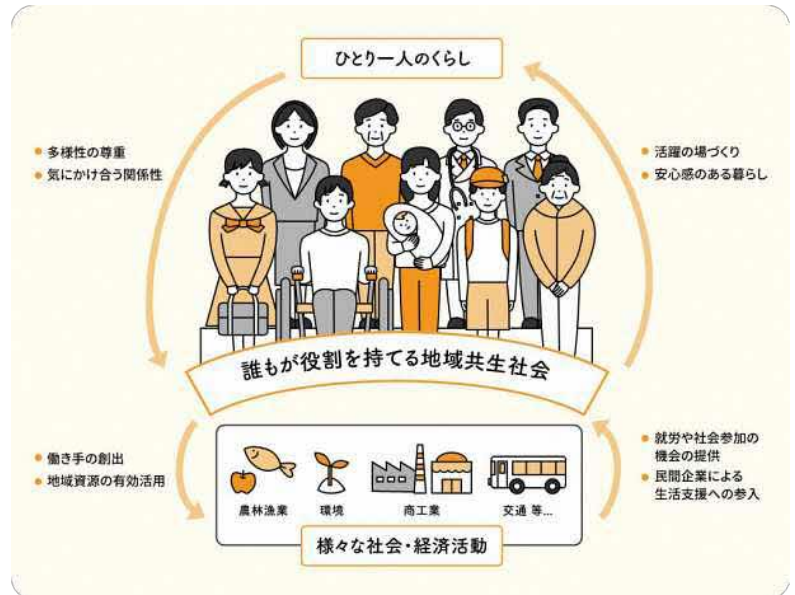 ひとり一人のくらし
● 多様性の尊重
● 気にかけ合う関係性
● 活躍の場づくり
● 安心感のある暮らし
誰もが役割を持てる地域共生社会
● 働き手の創出
● 地域資源の有効活用
● 就労や社会参加の
機会の提供
● 民間企業による
生活支援への参入
農林漁業
環境
商工業
交通 等...
様々な社会・経済活動